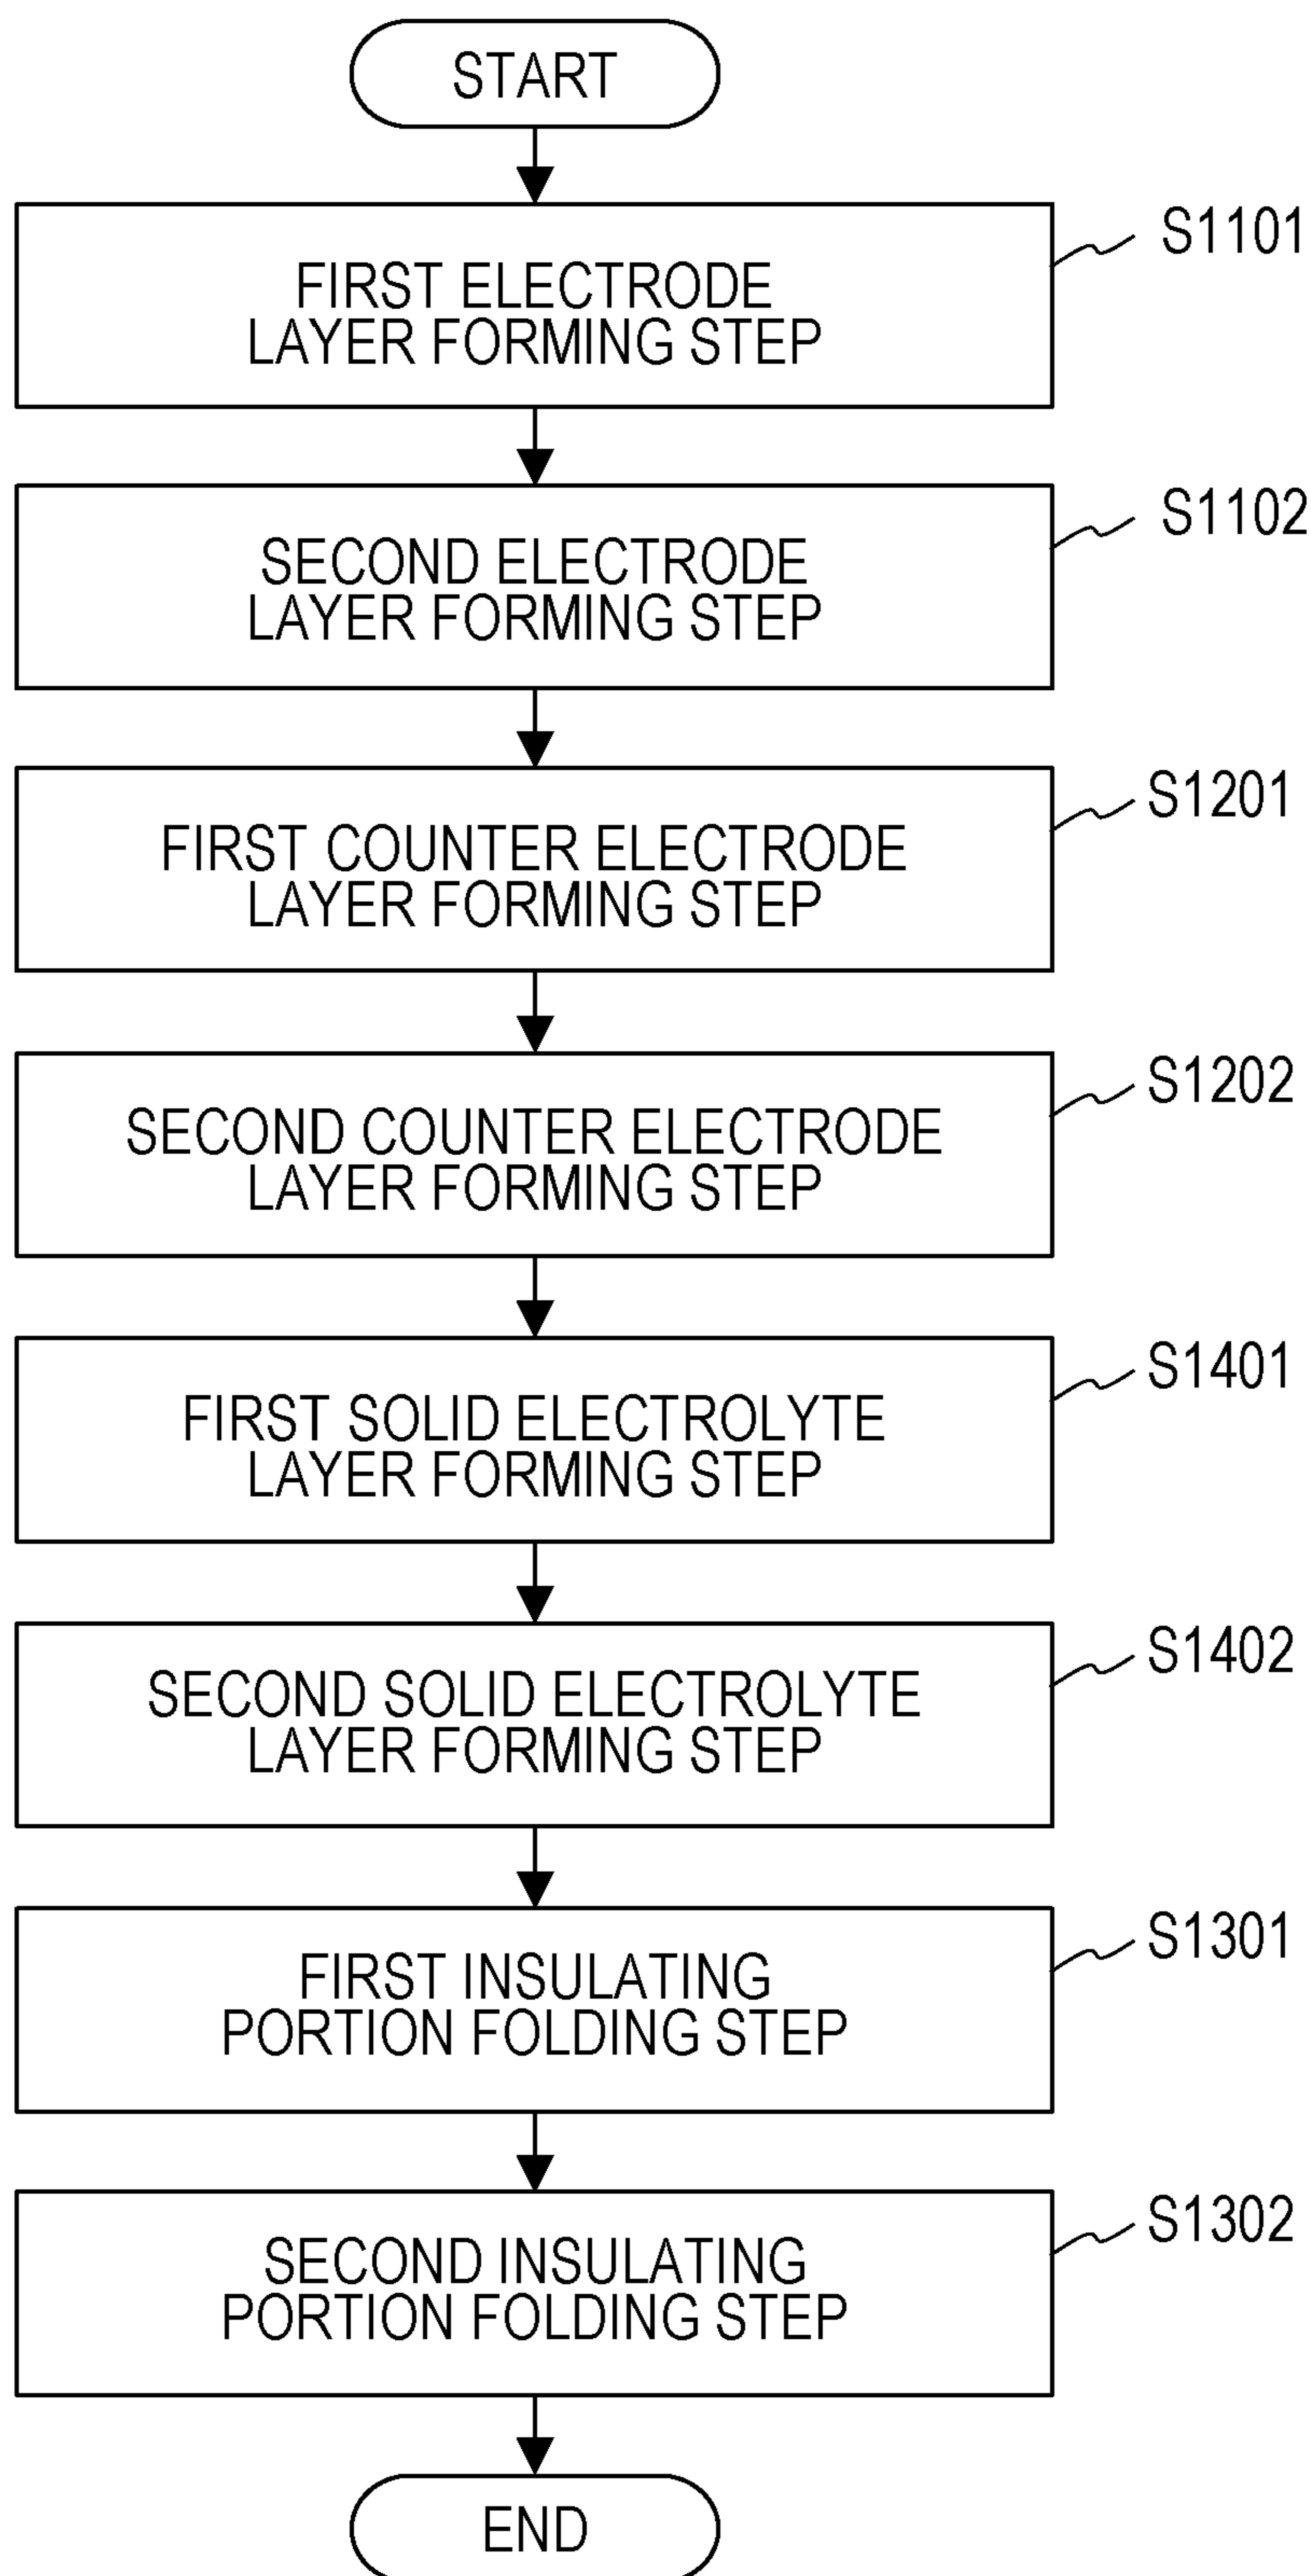 START
S1101
FIRST ELECTRODE
LAYER FORMING STEP
S1102
SECOND ELECTRODE
LAYER FORMING STEP
S1201
FIRST COUNTER ELECTRODE
LAYER FORMING STEP
S1202
SECOND COUNTER ELECTRODE
LAYER FORMING STEP
S1401
FIRST SOLID ELECTROLYTE
LAYER FORMING STEP
S1402
SECOND SOLID ELECTROLYTE
LAYER FORMING STEP
S1301
FIRST INSULATING
PORTION FOLDING STEP
S1302
SECOND INSULATING
PORTION FOLDING STEP
END